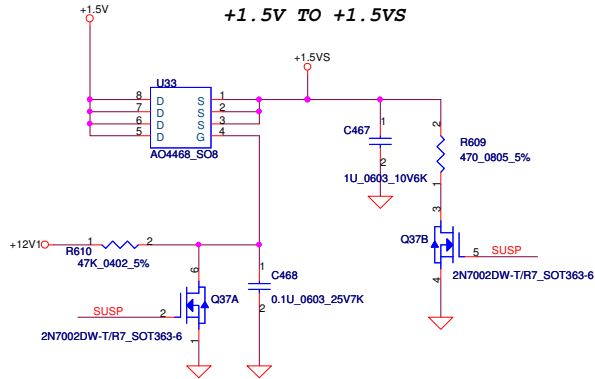 +1.5V TO +1.5VS
+1.5V
+1.5VS
U33
8 D S 1
7 D S 2
6 D S 3
5 D G 4
AO4468_SO8
C467
1
2
1U_0603_10V6K
2
R609
470_0805_5%
1
3
Q37B
5 SUSP
4
2N7002DW-T/R7_SOT363-6
+12V1
1 2
R610
47K_0402_5%
6
Q37A
SUSP 2
1
2N7002DW-T/R7_SOT363-6
1
C468
0.1U_0603_25V7K
2